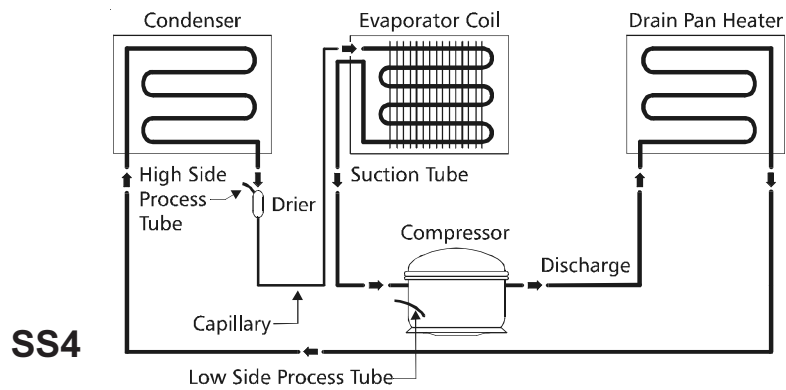 Condenser
Evaporator Coil
Drain Pan Heater
High Side
Process
Tube
Drier
Suction Tube
Compressor
Discharge
Capillary
SS4
Low Side Process Tube